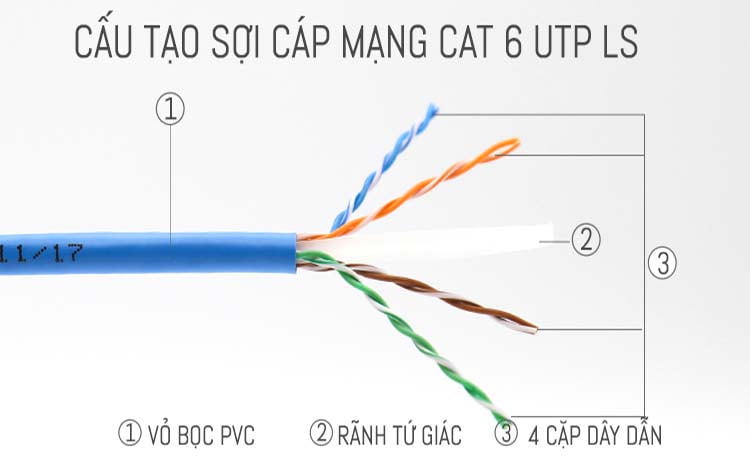 CẤU TẠO SỢI CÁP MẠNG CAT 6 UTP LS
①
11/17
②
③
① VỎ BỌC PVC ② RÃNH TỨ GIÁC ③ 4 CẶP DÂY DẪN